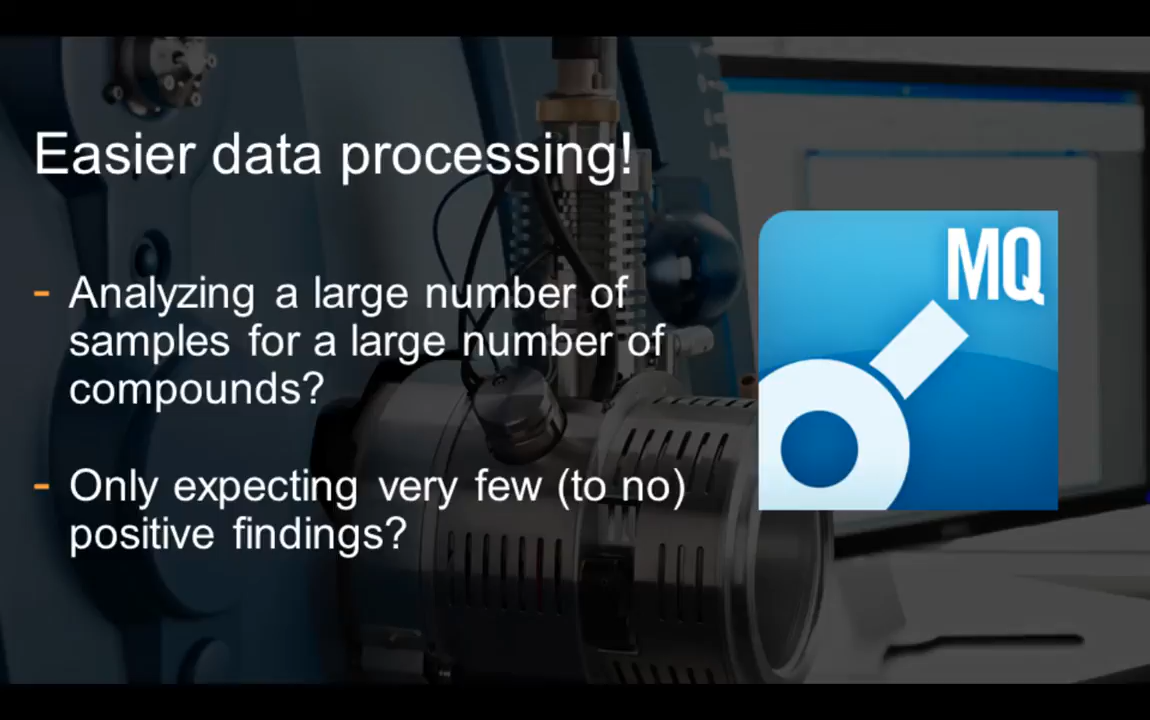 Easier data processing!
MQ
- Analyzing a large number of
samples for a large number of
compounds?
- Only expecting very few (to no)
positive findings?